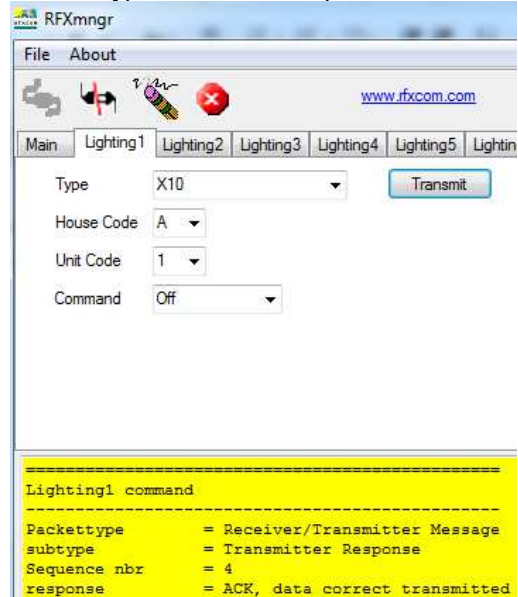 RFXmngr
File About
www.rfxcom.com
Main Lighting1 Lighting2 Lighting3 Lighting4 Lighting5 Lightin
Type X10 Transmit
House Code A
Unit Code 1
Command Off
================================================
Lighting1 command
------------------------------------------------
Packettype = Receiver/Transmitter Message
subtype = Transmitter Response
Sequence nbr = 4
response = ACK, data correct transmitted